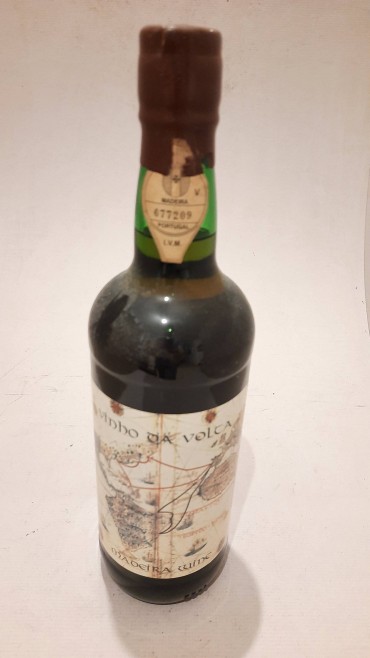 MADEIRA
V
677209
PORTUGAL
I.V.M.
VINHO DA VOLTA
MADEIRA WINE